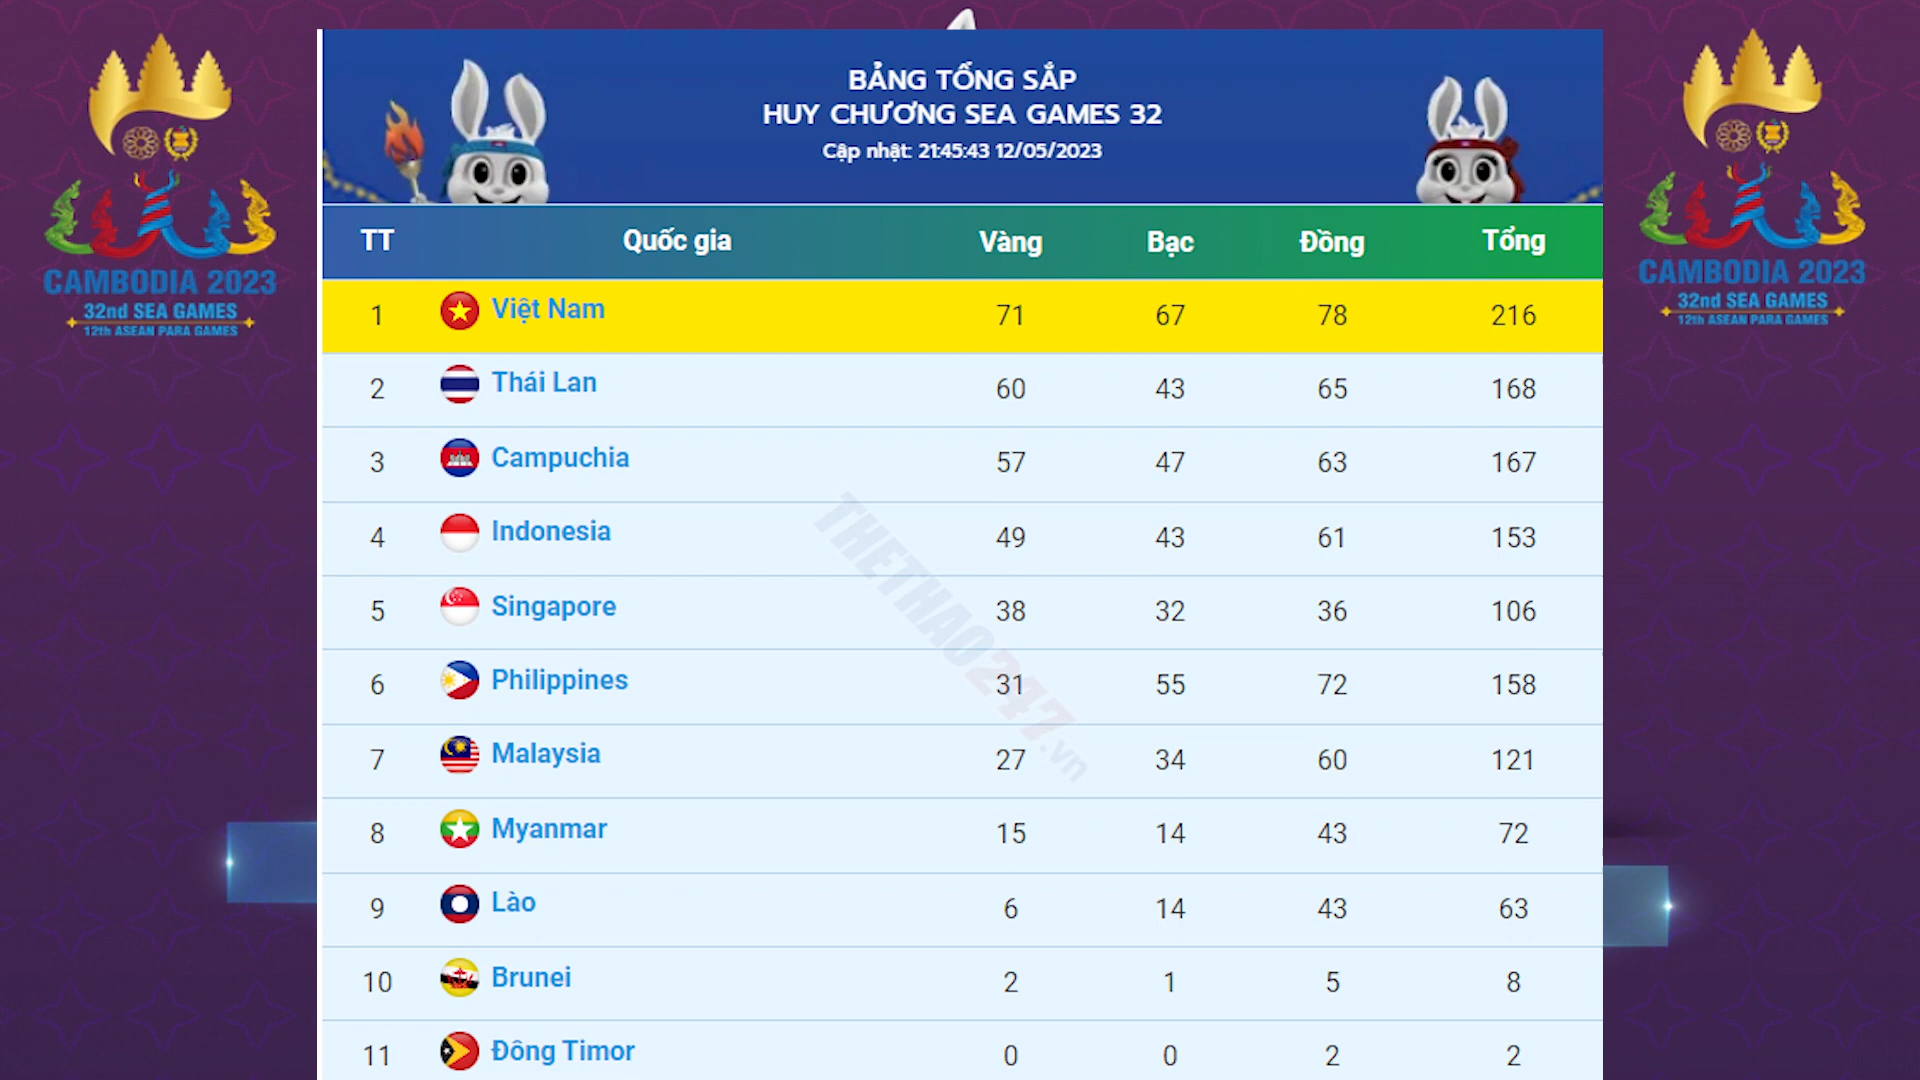 BẢNG TỔNG SẮP
HUY CHƯƠNG SEA GAMES 32
Cập nhật: 21:45:43 12/05/2023
CAMBODIA 2023
32nd SEA GAMES
12th ASEAN PARA GAMES
CAMBODIA 2023
32nd SEA GAMES
12th ASEAN PARA GAMES
TT Quốc gia Vàng Bạc Đồng Tổng
1 Việt Nam 71 67 78 216
2 Thái Lan 60 43 65 168
3 Campuchia 57 47 63 167
4 Indonesia 49 43 61 153
5 Singapore 38 32 36 106
6 Philippines 31 55 72 158
7 Malaysia 27 34 60 121
8 Myanmar 15 14 43 72
9 Lào 6 14 43 63
10 Brunei 2 1 5 8
11 Đông Timor 0 0 2 2
THETHAO247.vn